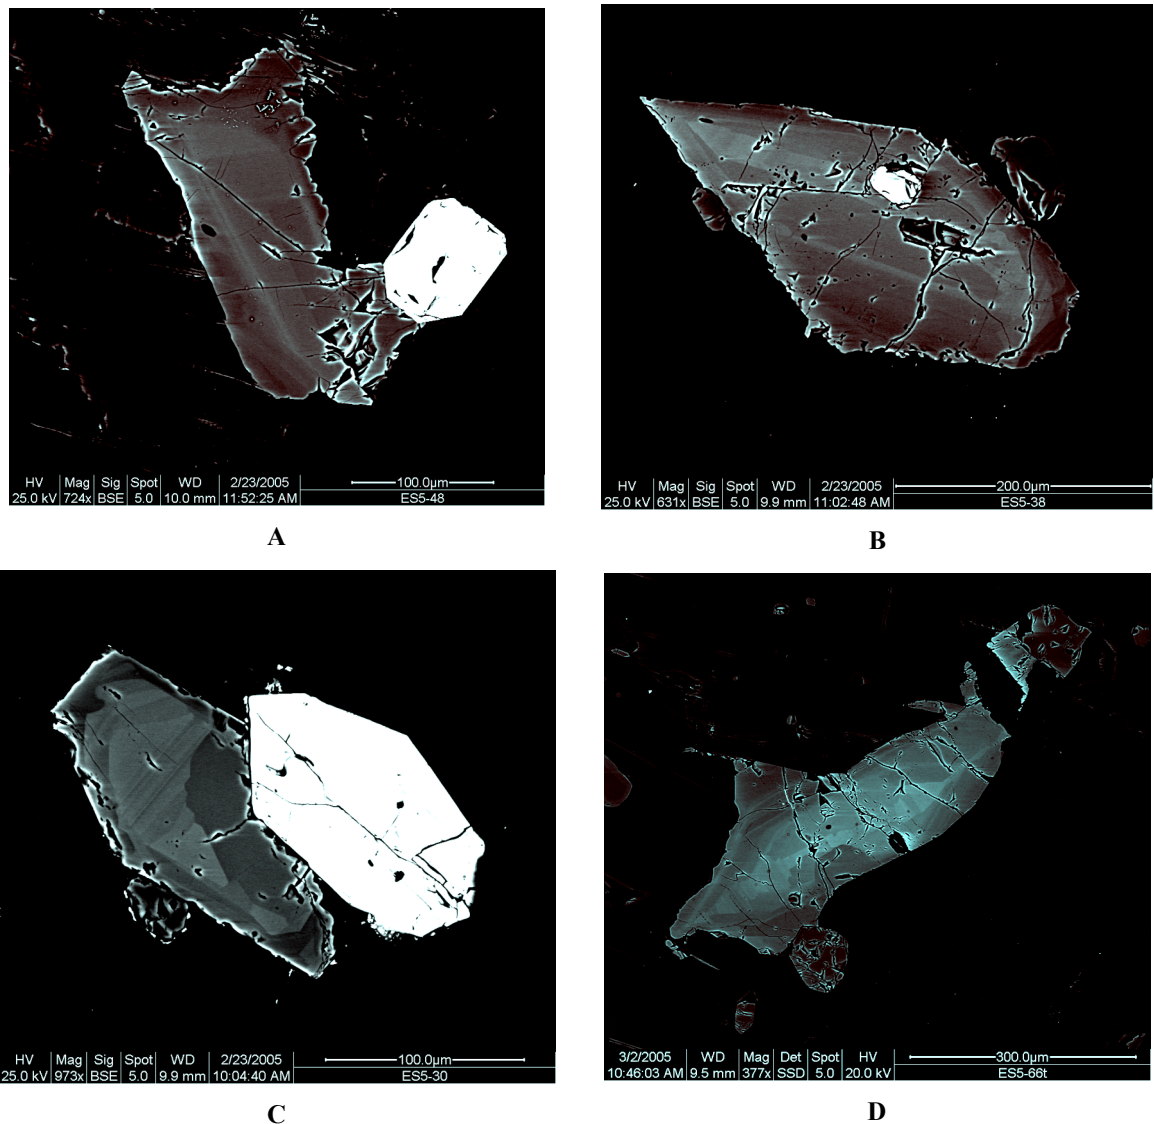 HV Mag Sig Spot WD 2/23/2005 100.0µm
25.0 kV 724x BSE 5.0 10.0 mm 11:52:25 AM ES5-48
A
HV Mag Sig Spot WD 2/23/2005 200.0µm
25.0 kV 631x BSE 5.0 9.9 mm 11:02:48 AM ES5-38
B
HV Mag Sig Spot WD 2/23/2005 100.0µm
25.0 kV 973x BSE 5.0 9.9 mm 10:04:40 AM ES5-30
C
3/2/2005 WD Mag Det Spot HV 300.0µm
10:46:03 AM 9.5 mm 377x SSD 5.0 20.0 kV ES5-66t
D